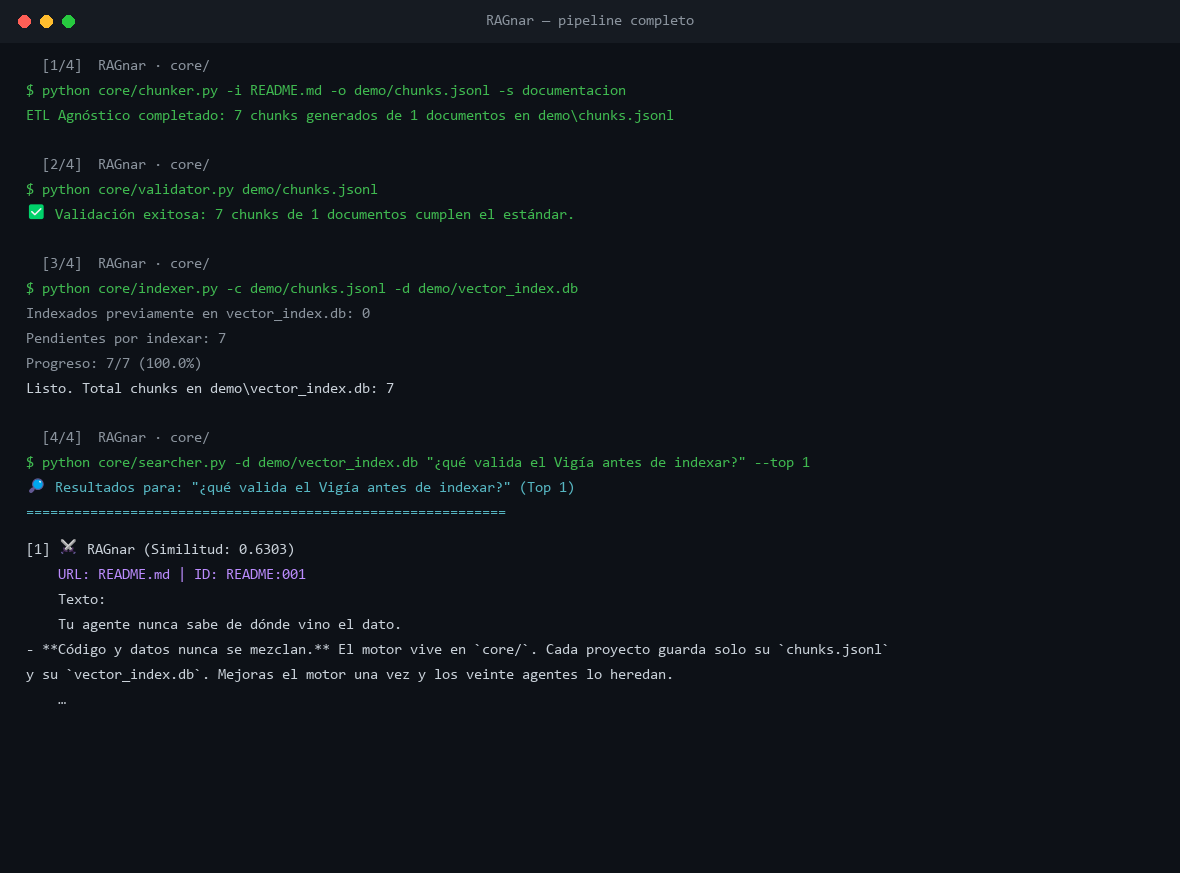 RAGnar — pipeline completo
[1/4]  RAGnar · core/
$ python core/chunker.py -i README.md -o demo/chunks.jsonl -s documentacion
ETL Agnóstico completado: 7 chunks generados de 1 documentos en demo\chunks.jsonl
[2/4]  RAGnar · core/
$ python core/validator.py demo/chunks.jsonl
✅ Validación exitosa: 7 chunks de 1 documentos cumplen el estándar.
[3/4]  RAGnar · core/
$ python core/indexer.py -c demo/chunks.jsonl -d demo/vector_index.db
Indexados previamente en vector_index.db: 0
Pendientes por indexar: 7
Progreso: 7/7 (100.0%)
Listo. Total chunks en demo\vector_index.db: 7
[4/4]  RAGnar · core/
$ python core/searcher.py -d demo/vector_index.db "¿qué valida el Vigía antes de indexar?" --top 1
🔎 Resultados para: "¿qué valida el Vigía antes de indexar?" (Top 1)
============================================================
[1] ⚔️ RAGnar (Similitud: 0.6303)
URL: README.md | ID: README:001
Texto:
Tu agente nunca sabe de dónde vino el dato.
- **Código y datos nunca se mezclan.** El motor vive en `core/`. Cada proyecto guarda solo su `chunks.jsonl`
y su `vector_index.db`. Mejoras el motor una vez y los veinte agentes lo heredan.
…